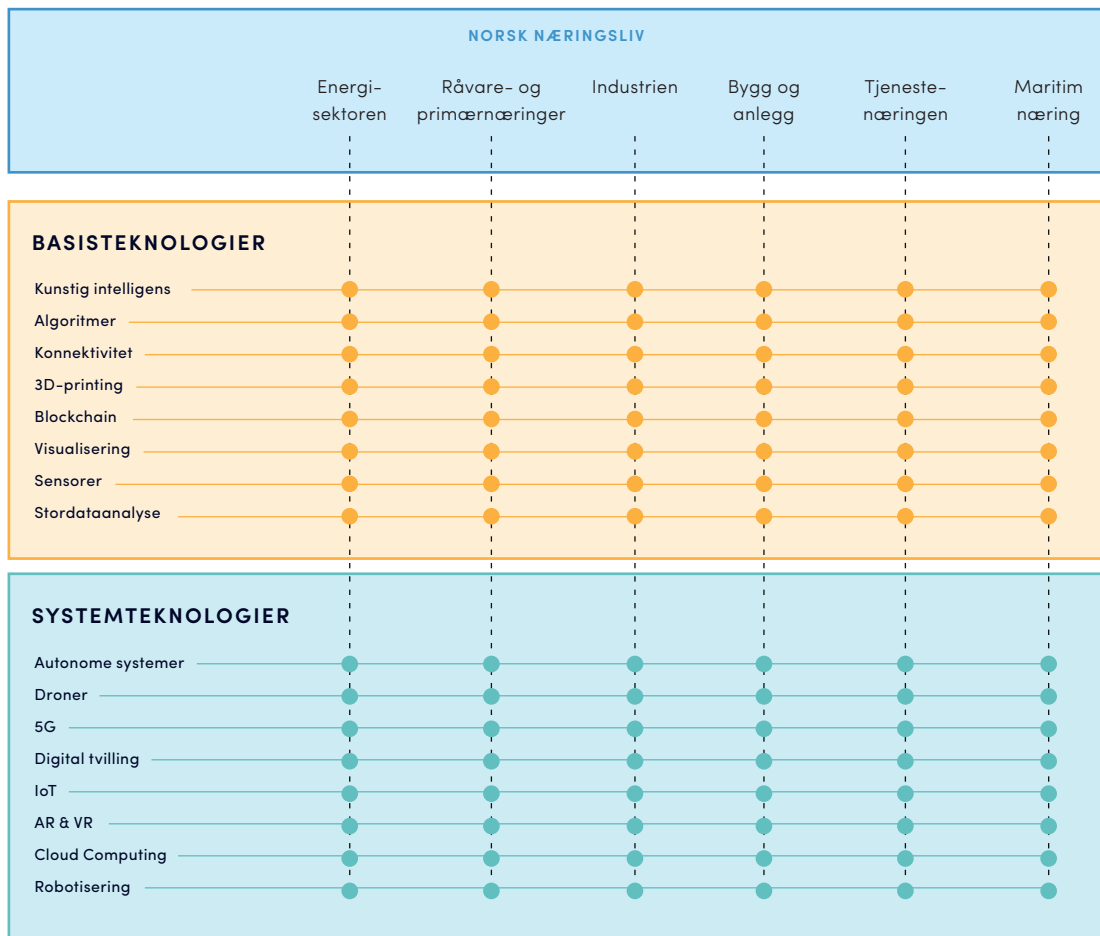 NORSK NÆRINGSLIV
Energi-
sektoren
Råvare- og
primærnæringer
Industrien
Bygg og
anlegg
Tjeneste-
næringen
Maritim
næring
BASISTEKNOLOGIER
Kunstig intelligens
Algoritmer
Konnektivitet
3D-printing
Blockchain
Visualisering
Sensorer
Stordataanalyse
SYSTEMTEKNOLOGIER
Autonome systemer
Droner
5G
Digital tvilling
IoT
AR & VR
Cloud Computing
Robotisering